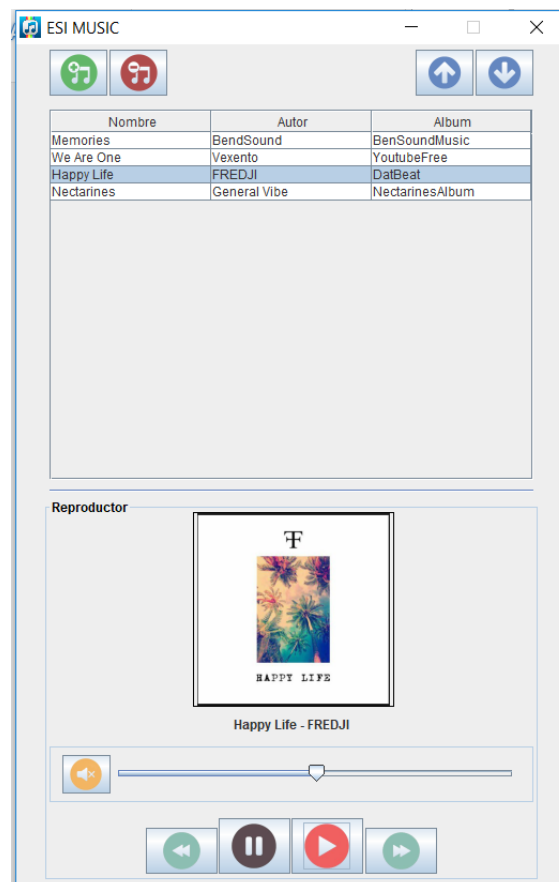 ESI MUSIC
Nombre Autor Album
Memories BendSound BenSoundMusic
We Are One Vexento YoutubeFree
Happy Life FREDJI DatBeat
Nectarines General Vibe NectarinesAlbum
Reproductor
HAPPY LIFE
Happy Life - FREDJI